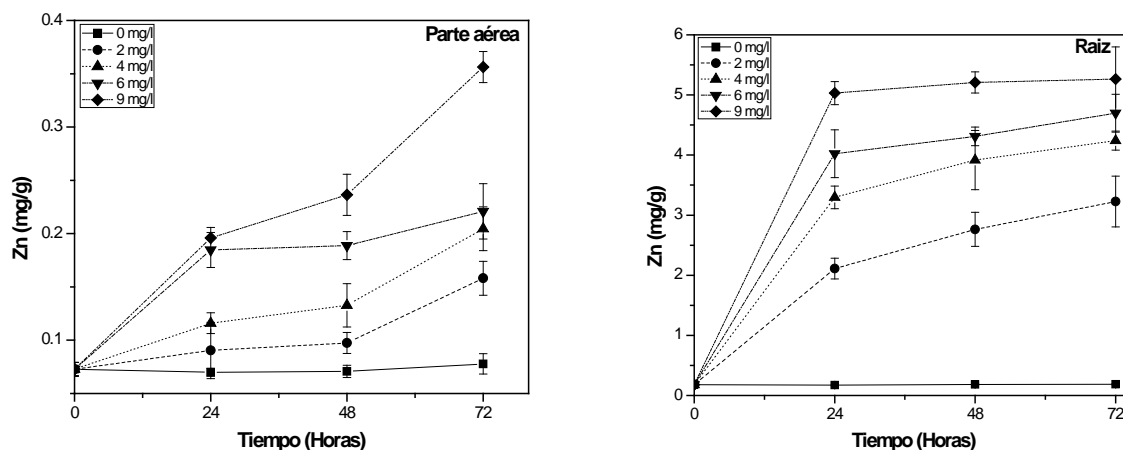 Parte aérea
0 mg/l
2 mg/l
4 mg/l
6 mg/l
9 mg/l
Zn (mg/g)
0.4
0.3
0.2
0.1
0
24
48
72
Tiempo (Horas)
Raiz
0 mg/l
2 mg/l
4 mg/l
6 mg/l
9 mg/l
Zn (mg/g)
6
5
4
3
2
1
0
0
24
48
72
Tiempo (Horas)